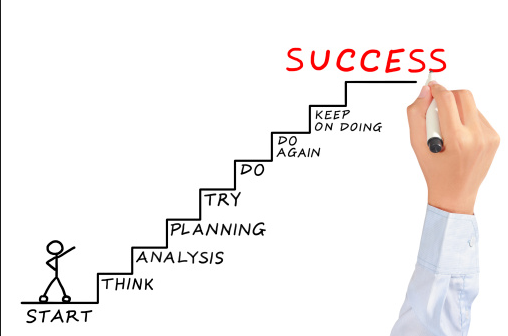 SUCCESS
KEEP
ON DOING
DO
AGAIN
DO
TRY
PLANNING
ANALYSIS
THINK
START